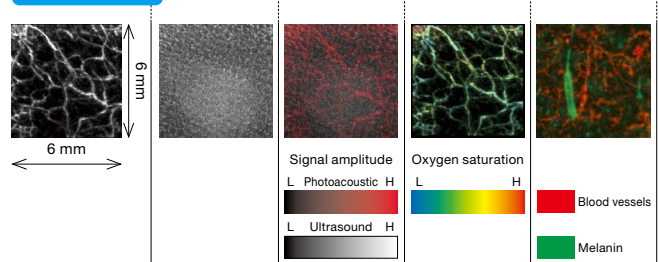 6 mm
6 mm
Signal amplitude
L Photoacoustic H
L Ultrasound H
Oxygen saturation
L H
Blood vessels
Melanin